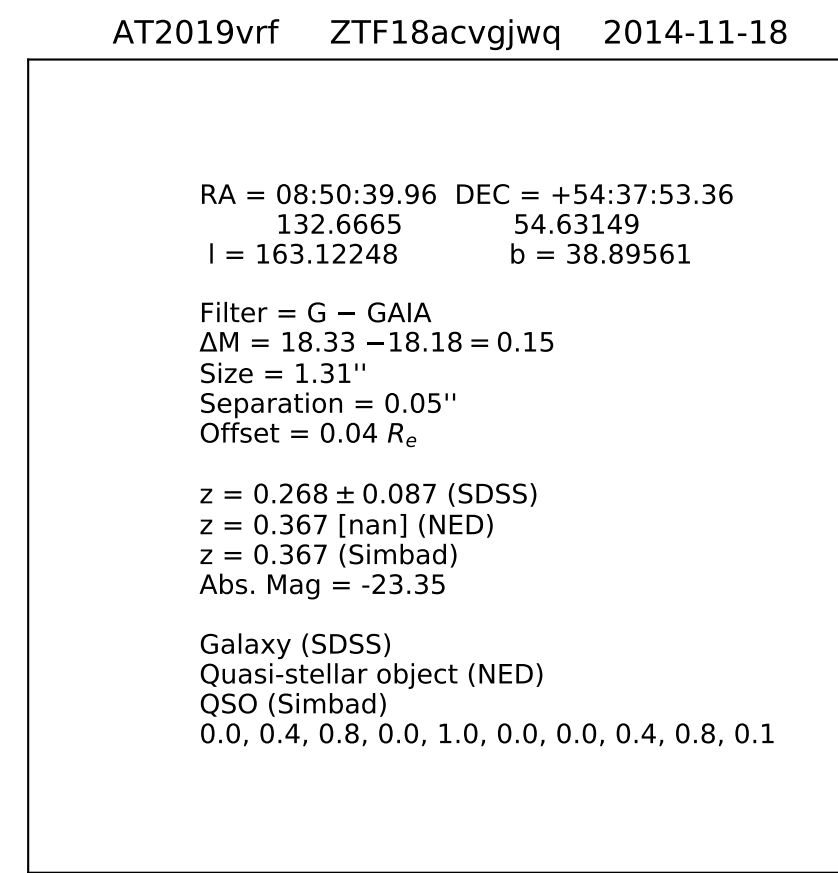 AT2019vrf ZTF18acvgjwq 2014-11-18
RA = 08:50:39.96 DEC = +54:37:53.36
132.6665 54.63149
l = 163.12248 b = 38.89561
Filter = G − GAIA
ΔM = 18.33 −18.18 = 0.15
Size = 1.31''
Separation = 0.05''
Offset = 0.04 Re
z = 0.268 ± 0.087 (SDSS)
z = 0.367 [nan] (NED)
z = 0.367 (Simbad)
Abs. Mag = -23.35
Galaxy (SDSS)
Quasi-stellar object (NED)
QSO (Simbad)
0.0, 0.4, 0.8, 0.0, 1.0, 0.0, 0.0, 0.4, 0.8, 0.1